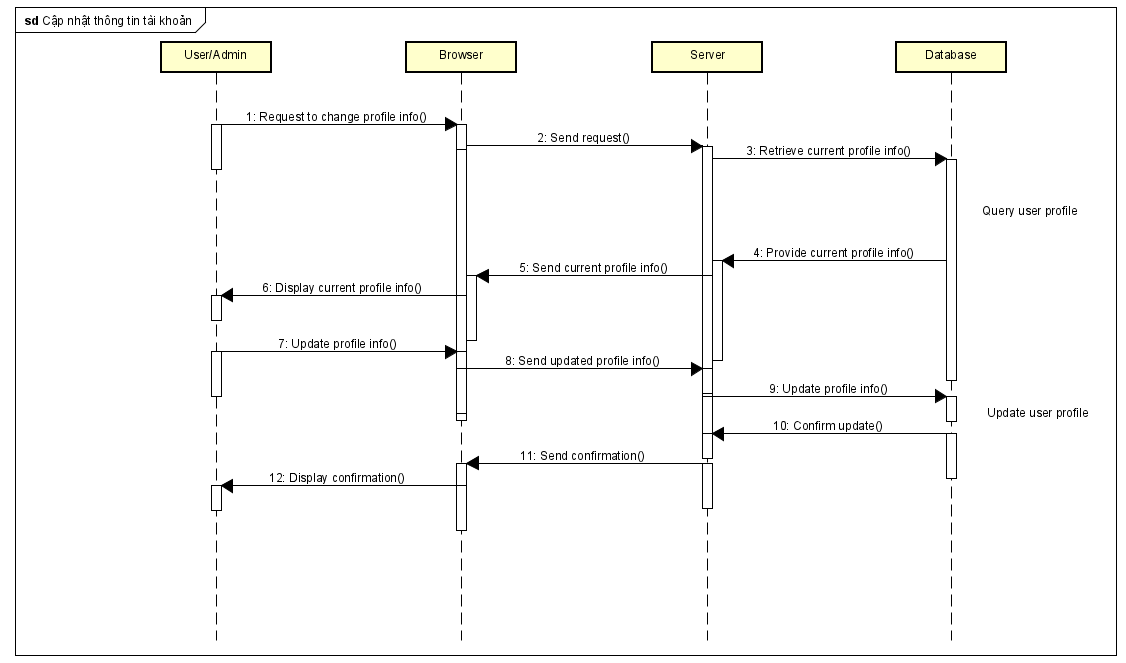 sd Cập nhật thông tin tài khoản
User/Admin
Browser
Server
Database
1: Request to change profile info()
2: Send request()
3: Retrieve current profile info()
Query user profile
4: Provide current profile info()
5: Send current profile info()
6: Display current profile info()
7: Update profile info()
8: Send updated profile info()
9: Update profile info()
Update user profile
10: Confirm update()
11: Send confirmation()
12: Display confirmation()